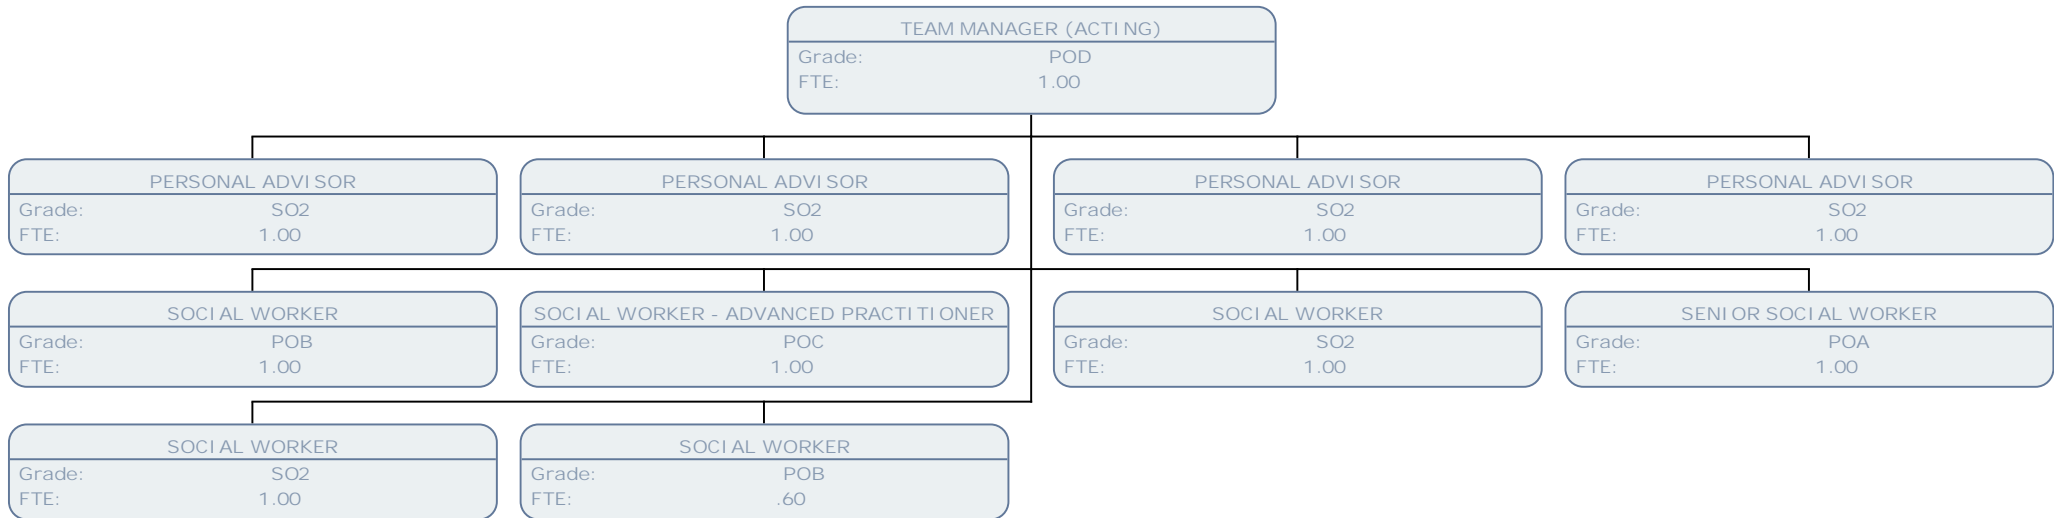 TEAM MANAGER (ACTING)
Grade: POD
FTE: 1.00
PERSONAL ADVISOR
Grade: SO2
FTE: 1.00
PERSONAL ADVISOR
Grade: SO2
FTE: 1.00
PERSONAL ADVISOR
Grade: SO2
FTE: 1.00
PERSONAL ADVISOR
Grade: SO2
FTE: 1.00
SOCIAL WORKER
Grade: POB
FTE: 1.00
SOCIAL WORKER - ADVANCED PRACTITIONER
Grade: POC
FTE: 1.00
SOCIAL WORKER
Grade: SO2
FTE: 1.00
SENIOR SOCIAL WORKER
Grade: POA
FTE: 1.00
SOCIAL WORKER
Grade: SO2
FTE: 1.00
SOCIAL WORKER
Grade: POB
FTE: .60